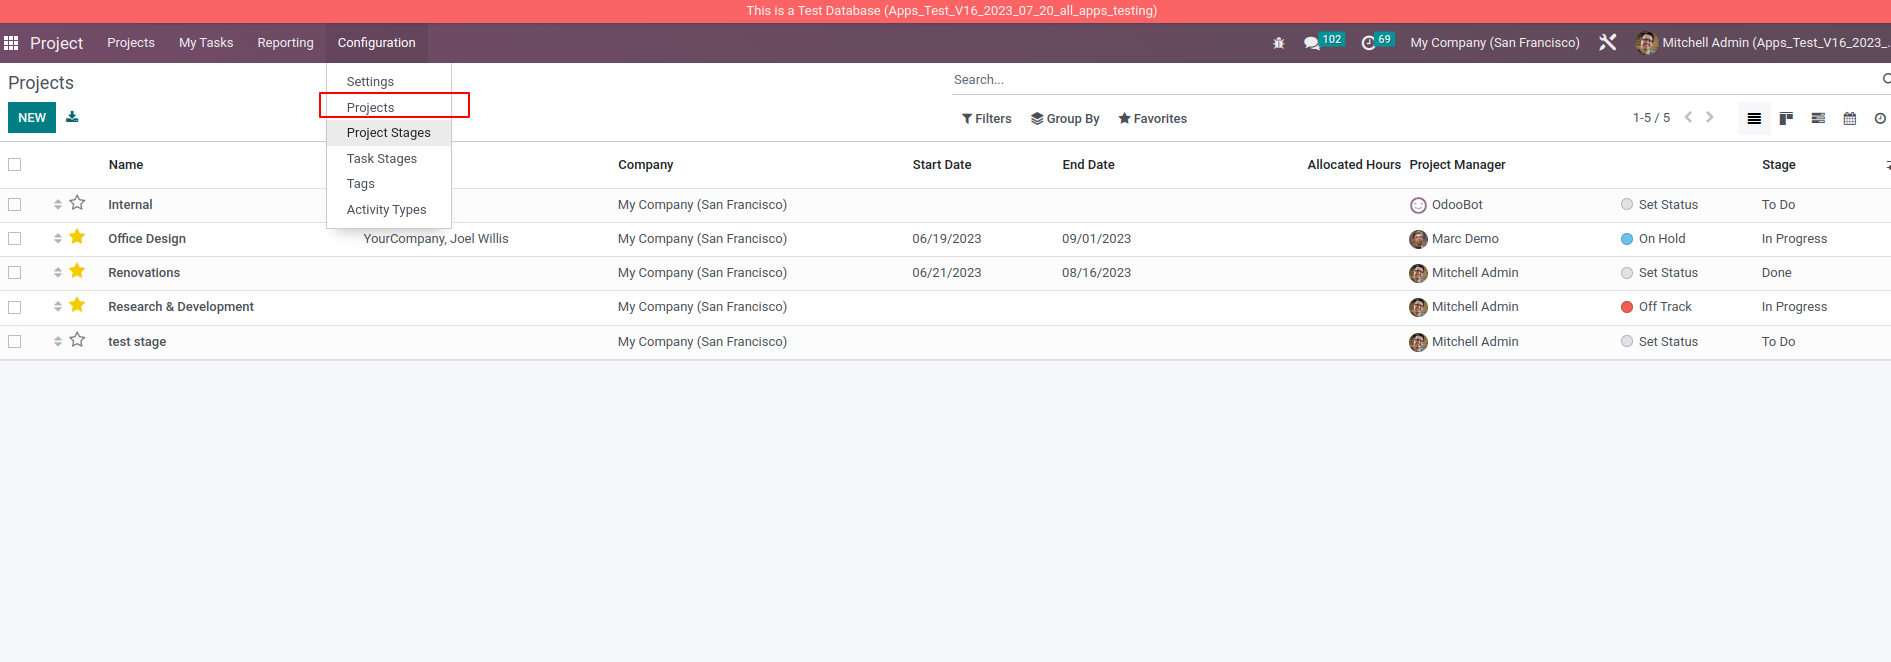 This is a Test Database (Apps_Test_V16_2023_07_20_all_apps_testing)
Project Projects My Tasks Reporting Configuration 102 69 My Company (San Francisco) Mitchell Admin (Apps_Test_V16_2023_...
Projects Search...
Settings
Projects
Project Stages
Task Stages
Tags
Activity Types
NEW Filters Group By Favorites 1-5 / 5
Name Company Start Date End Date Allocated Hours Project Manager Stage
Internal My Company (San Francisco) OdooBot Set Status To Do
Office Design YourCompany, Joel Willis My Company (San Francisco) 06/19/2023 09/01/2023 Marc Demo On Hold In Progress
Renovations My Company (San Francisco) 06/21/2023 08/16/2023 Mitchell Admin Set Status Done
Research & Development My Company (San Francisco) Mitchell Admin Off Track In Progress
test stage My Company (San Francisco) Mitchell Admin Set Status To Do